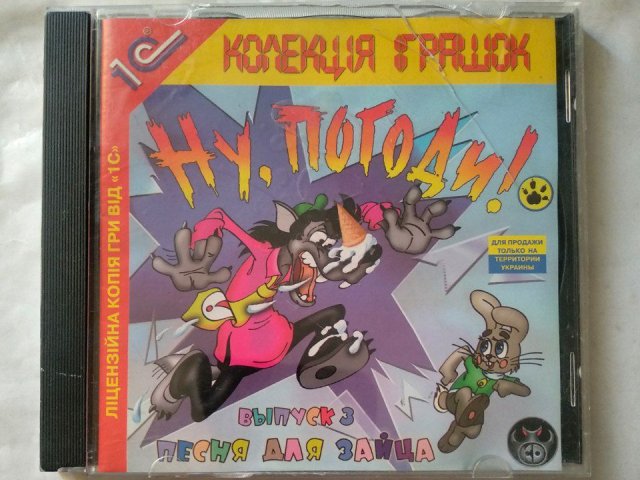 1С
КОЛЕКЦІЯ ІГРАШОК
НУ, ПОГОДИ!
ЛІЦЕНЗІЙНА КОПІЯ ГРИ ВІД «1С»
ДЛЯ ПРОДАЖИ
ТОЛЬКО НА
ТЕРРИТОРИИ
УКРАИНЫ
ВЫПУСК 3
ПЕСНЯ ДЛЯ ЗАЙЦА